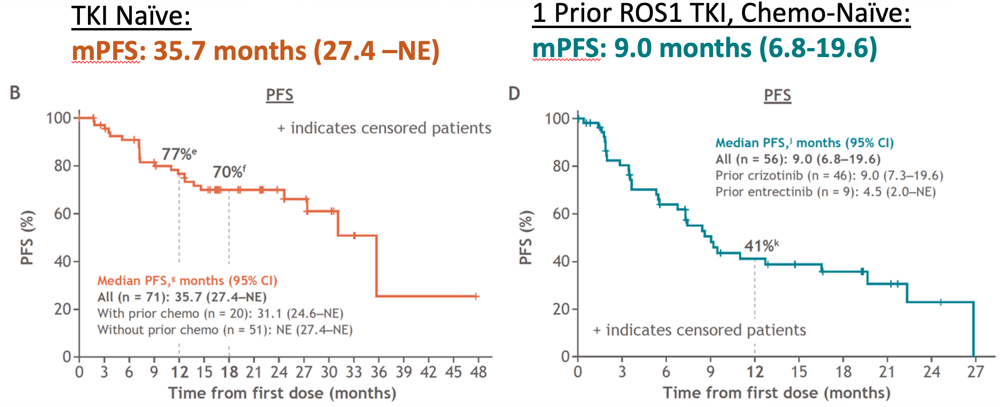 TKI Naïve:
mPFS: 35.7 months (27.4 –NE)
B
PFS
+ indicates censored patients
77%ᵉ
70%ᶠ
PFS (%)
100
80
60
40
20
0
Median PFS,ᵍ months (95% CI)
All (n = 71): 35.7 (27.4–NE)
With prior chemo (n = 20): 31.1 (24.6–NE)
Without prior chemo (n = 51): NE (27.4–NE)
0 3 6 9 12 15 18 21 24 27 30 33 36 39 42 45 48
Time from first dose (months)
1 Prior ROS1 TKI, Chemo-Naïve:
mPFS: 9.0 months (6.8-19.6)
D
PFS
Median PFS,ʲ months (95% CI)
All (n = 56): 9.0 (6.8–19.6)
Prior crizotinib (n = 46): 9.0 (7.3–19.6)
Prior entrectinib (n = 9): 4.5 (2.0–NE)
41%ᵏ
PFS (%)
100
80
60
40
20
0
+ indicates censored patients
0 3 6 9 12 15 18 21 24 27
Time from first dose (months)